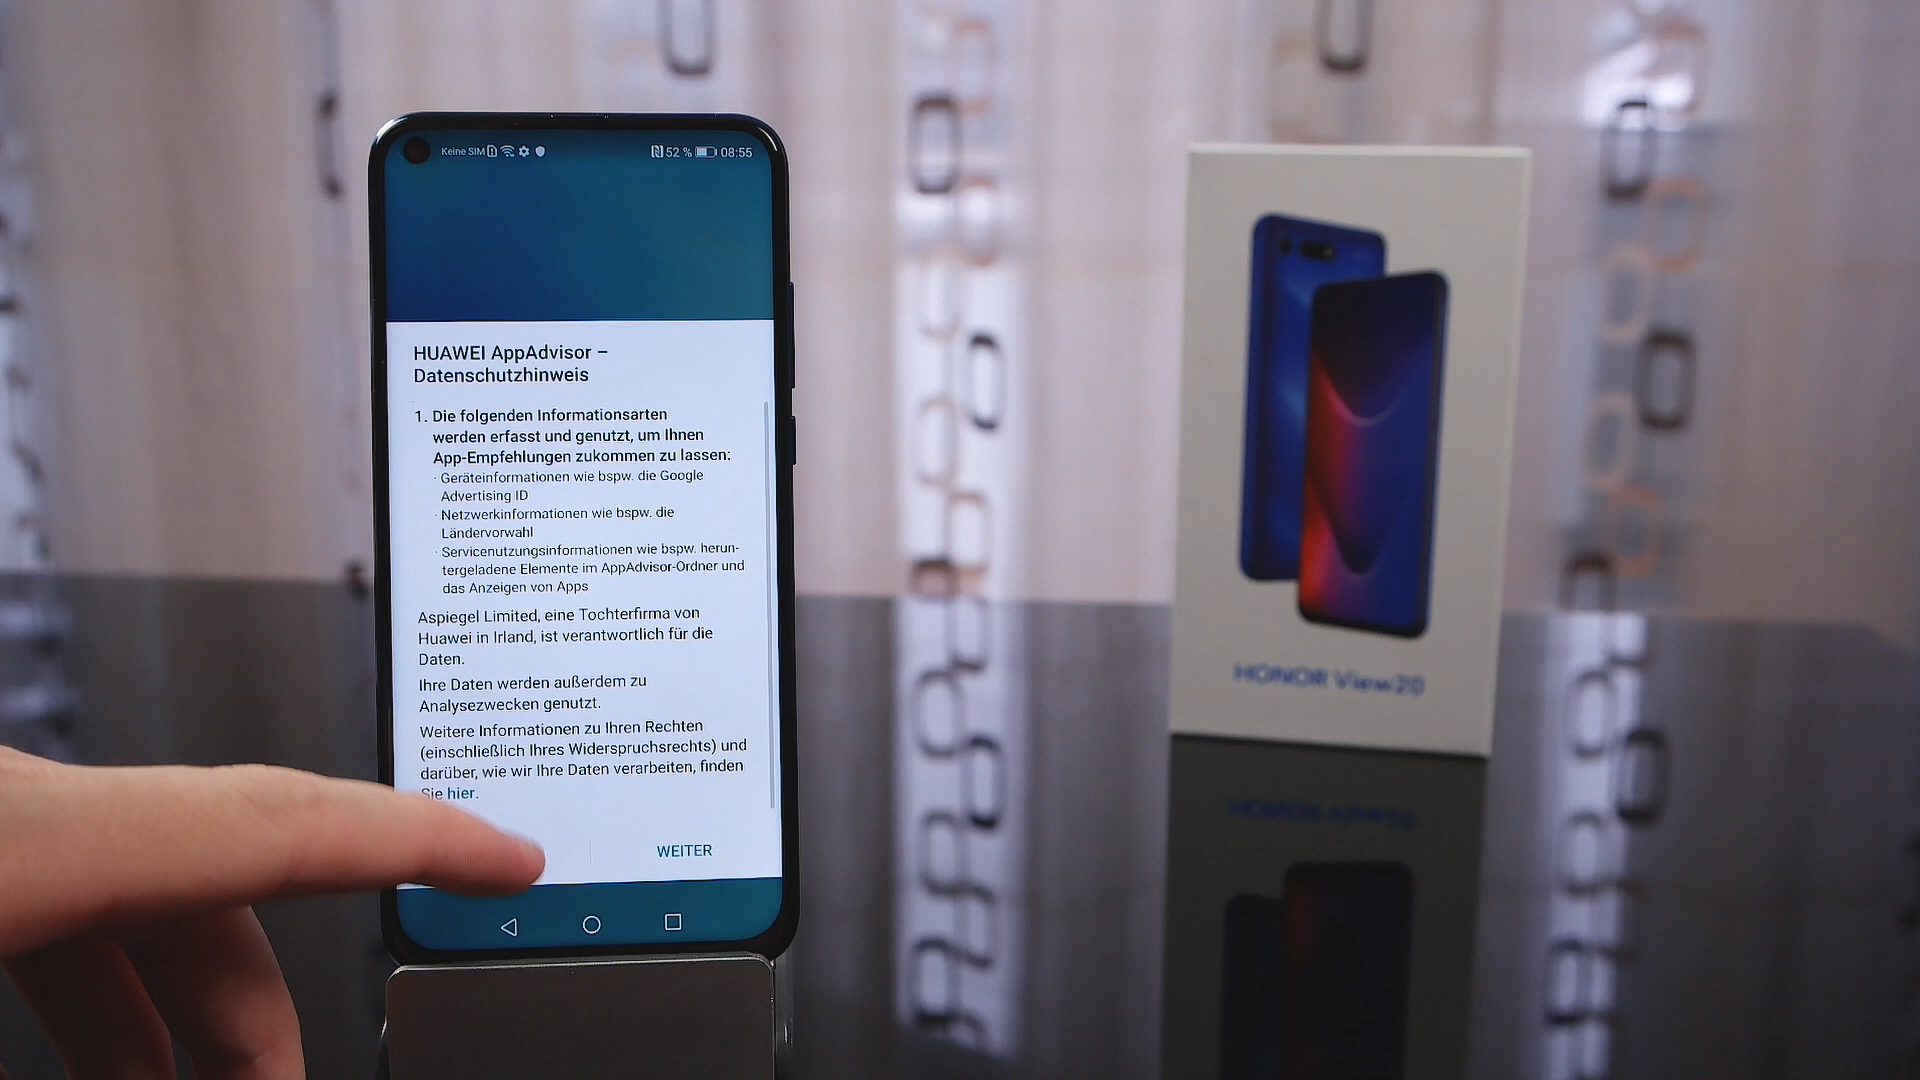 Keine SIM 52 % 08:55
HUAWEI AppAdvisor –
Datenschutzhinweis
1. Die folgenden Informationsarten
werden erfasst und genutzt, um Ihnen
App-Empfehlungen zukommen zu lassen:
· Geräteinformationen wie bspw. die Google
Advertising ID
· Netzwerkinformationen wie bspw. die
Ländervorwahl
· Servicenutzungsinformationen wie bspw. herun-
tergeladene Elemente im AppAdvisor-Ordner und
das Anzeigen von Apps
Aspiegel Limited, eine Tochterfirma von
Huawei in Irland, ist verantwortlich für die
Daten.
Ihre Daten werden außerdem zu
Analysezwecken genutzt.
Weitere Informationen zu Ihren Rechten
(einschließlich Ihres Widerspruchsrechts) und
darüber, wie wir Ihre Daten verarbeiten, finden
Sie hier.
WEITER
HONOR View20